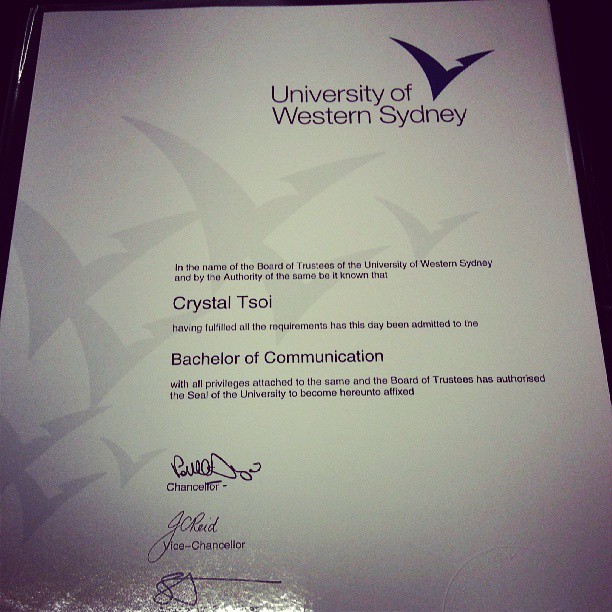 University of
Western Sydney
In the name of the Board of Trustees of the University of Western Sydney
and by the Authority of the same be it known that
Crystal Tsoi
having fulfilled all the requirements has this day been admitted to the
Bachelor of Communication
with all privileges attached to the same and the Board of Trustees has authorised
the Seal of the University to become hereunto affixed
Chancellor
Vice-Chancellor